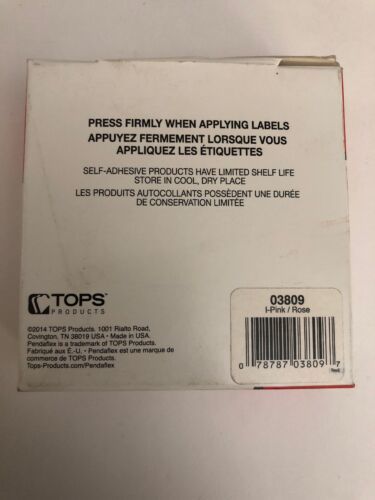 PRESS FIRMLY WHEN APPLYING LABELS
APPUYEZ FERMEMENT LORSQUE VOUS
APPLIQUEZ LES ÉTIQUETTES
SELF-ADHESIVE PRODUCTS HAVE LIMITED SHELF LIFE
STORE IN COOL, DRY PLACE
LES PRODUITS AUTOCOLLANTS POSSÈDENT UNE DURÉE
DE CONSERVATION LIMITÉE
TOPS
PRODUCTS
©2014 TOPS Products. 1001 Rialto Road,
Covington, TN 38019 USA • Made in USA.
Pendaflex is a trademark of TOPS Products.
Fabriqué aux É.-U. • Pendaflex est une marque de
commerce de TOPS Products.
Tops-Products.com/Pendaflex
03809
I-Pink / Rose
0 78787 03809 7